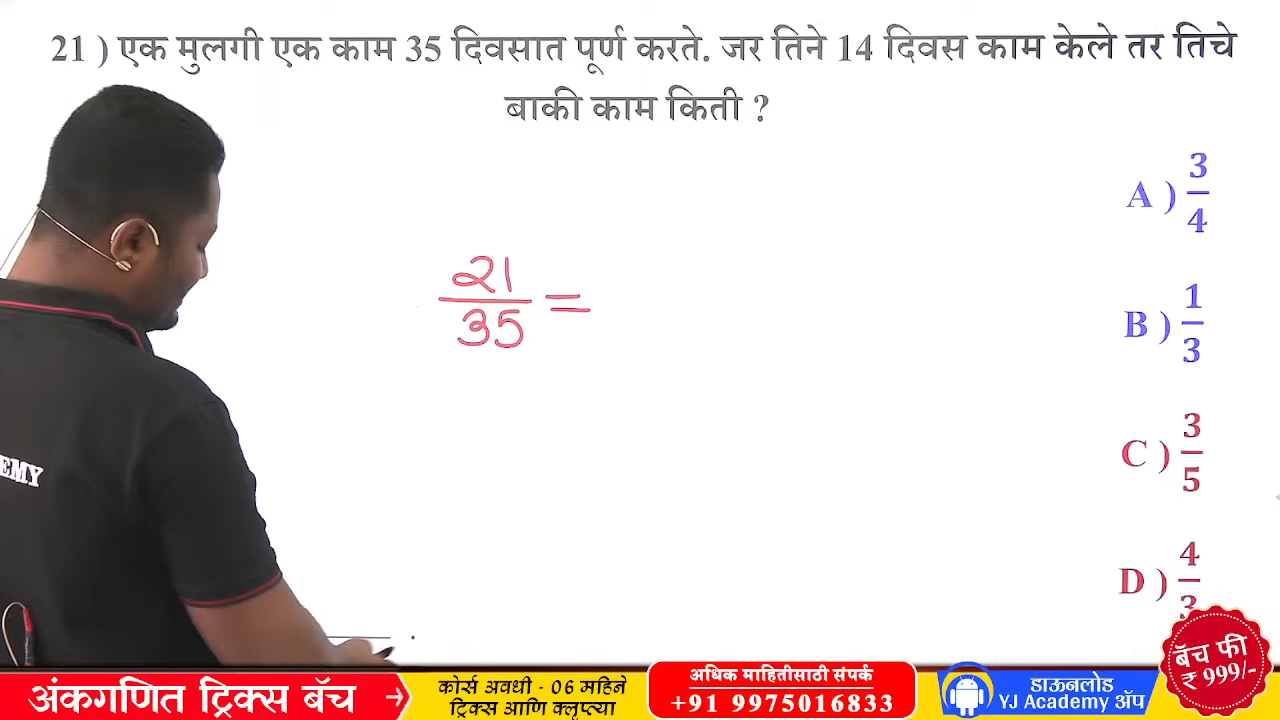 21 ) एक मुलगी एक काम 35 दिवसात पूर्ण करते. जर तिने 14 दिवस काम केले तर तिचे
बाकी काम किती ?
A ) 3/4
B ) 1/3
C ) 3/5
D ) 4/3
21/35 =
EMY
अंकगणित ट्रिक्स बॅच
कोर्स अवधी - 06 महिने
ट्रिक्स आणि क्लुप्त्या
अधिक माहितीसाठी संपर्क
+91 9975016833
डाऊनलोड
YJ Academy ॲप
बॅच फी
₹ 999/-